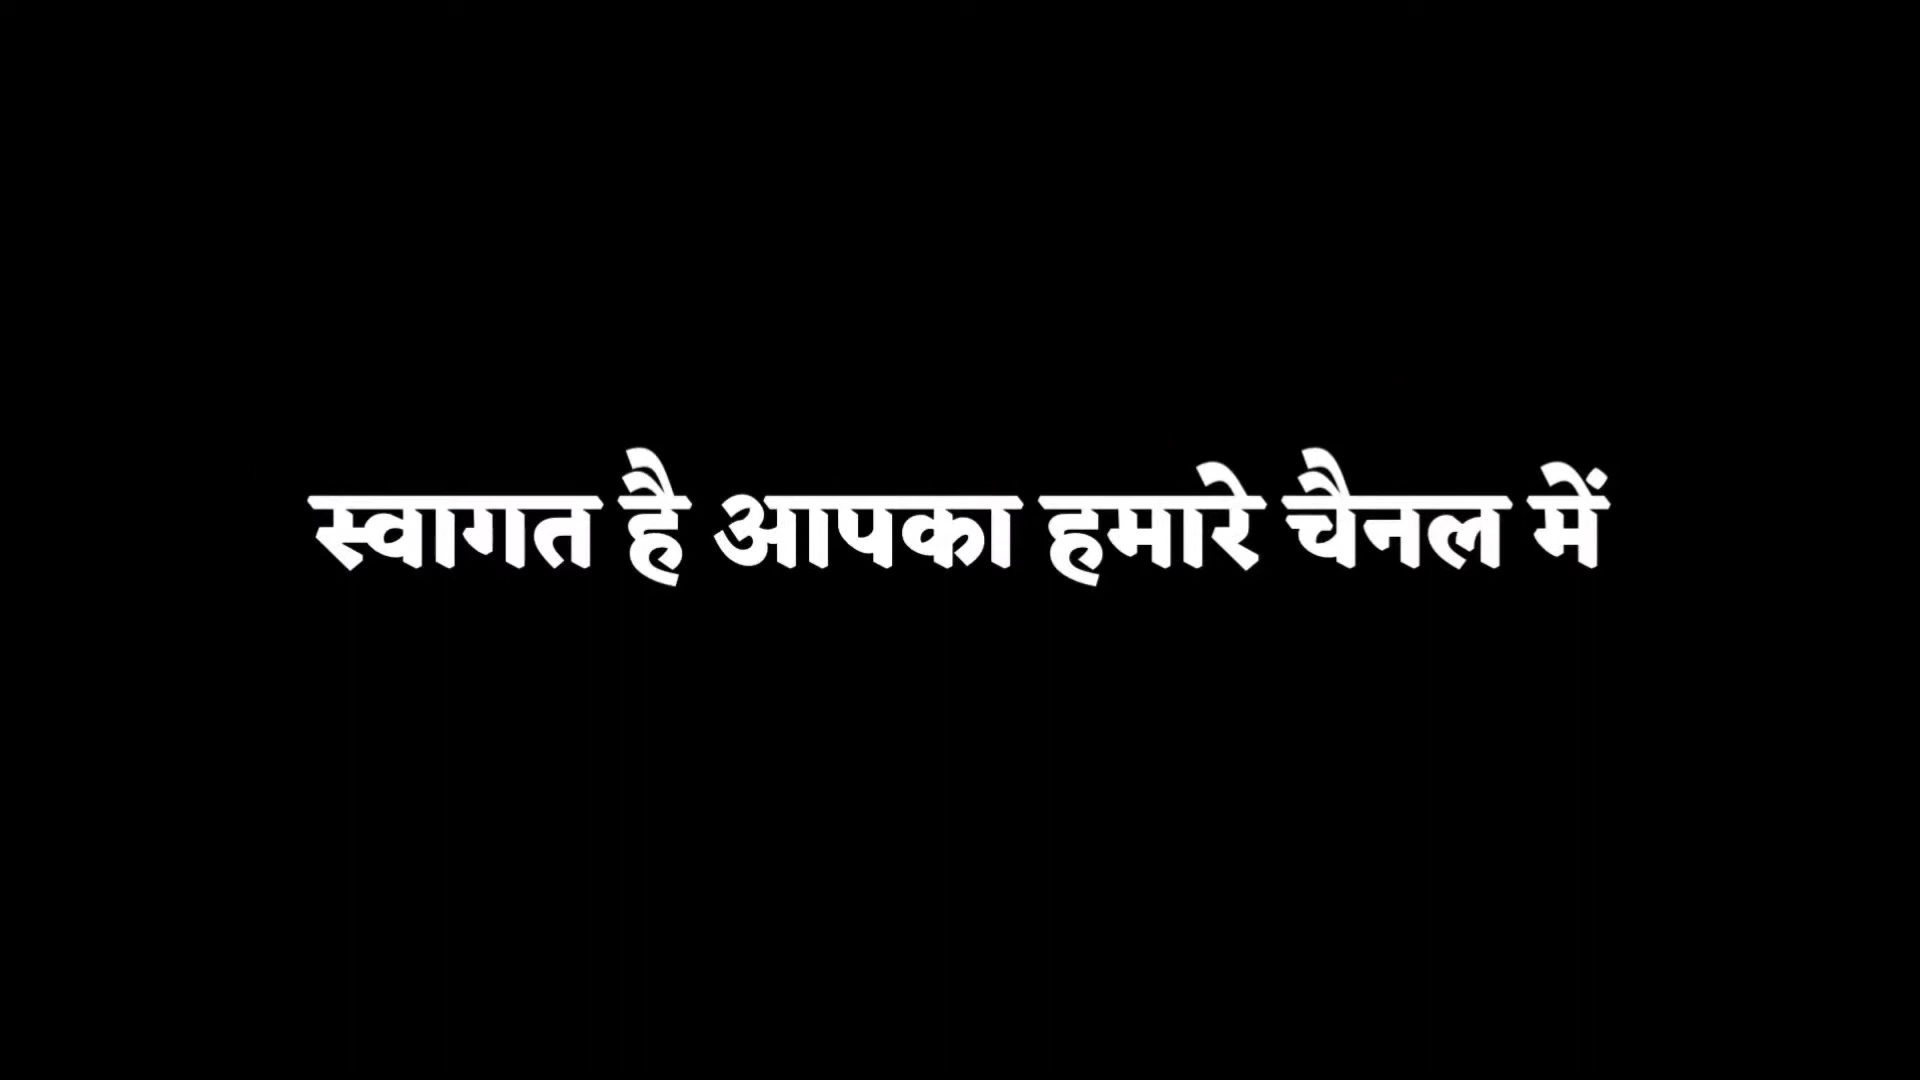 स्वागत है आपका हमारे चैनल में